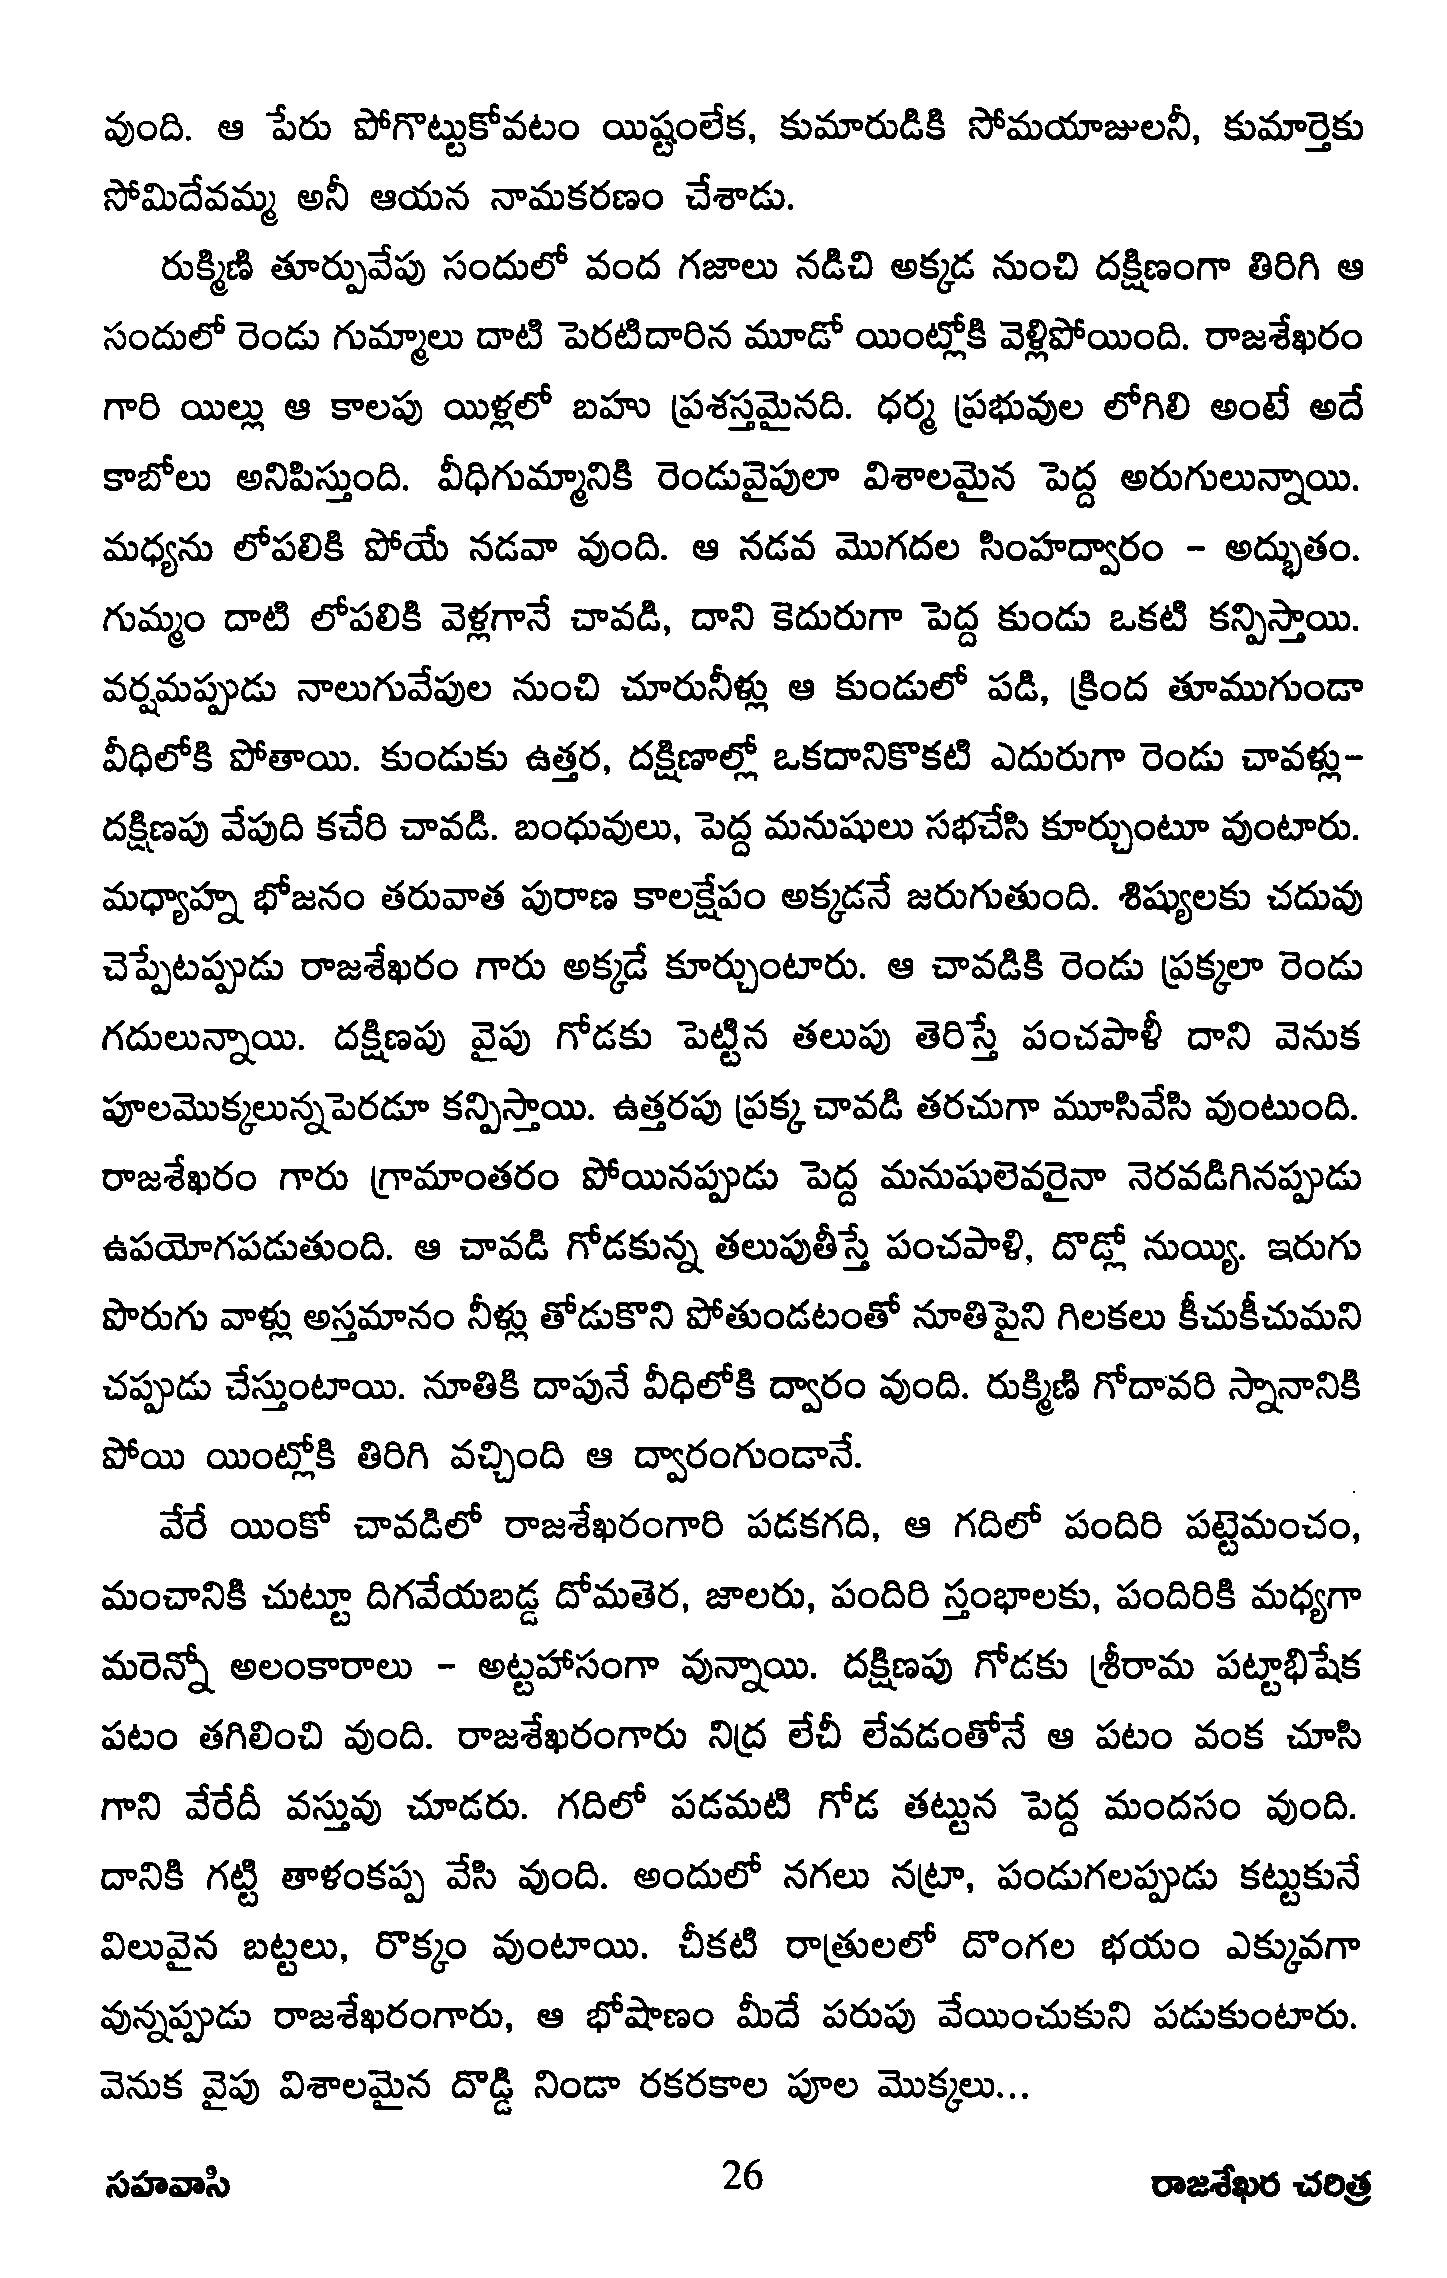 వుంది. ఆ పేరు పోగొట్టుకోవటం యిష్టంలేక, కుమారుడికి సోమయాజులనీ, కుమార్తెకు
సోమిదేవమ్మ అనీ ఆయన నామకరణం చేశాడు.
రుక్మిణి తూర్పువేపు సందులో వంద గజాలు నడిచి అక్కడ నుంచి దక్షిణంగా తిరిగి ఆ
సందులో రెండు గుమ్మాలు దాటి పెరటిదారిన మూడో యింట్లోకి వెళ్లిపోయింది. రాజశేఖరం
గారి యిల్లు ఆ కాలపు యిళ్లలో బహు ప్రశస్తమైనది. ధర్మ ప్రభువుల లోగిలి అంటే అదే
కాబోలు అనిపిస్తుంది. వీధిగుమ్మానికి రెండువైపులా విశాలమైన పెద్ద అరుగులున్నాయి.
మధ్యను లోపలికి పోయే నడవా వుంది. ఆ నడవ మొగదల సింహద్వారం – అద్భుతం.
గుమ్మం దాటి లోపలికి వెళ్లగానే చావడి, దాని కెదురుగా పెద్ద కుండు ఒకటి కన్పిస్తాయి.
వర్షమప్పుడు నాలుగువేపుల నుంచి చూరునీళ్లు ఆ కుండులో పడి, క్రింద తూముగుండా
వీధిలోకి పోతాయి. కుండుకు ఉత్తర, దక్షిణాల్లో ఒకదానికొకటి ఎదురుగా రెండు చావళ్లు–
దక్షిణపు వేపుది కచేరి చావడి. బంధువులు, పెద్ద మనుషులు సభచేసి కూర్చుంటూ వుంటారు.
మధ్యాహ్న భోజనం తరువాత పురాణ కాలక్షేపం అక్కడనే జరుగుతుంది. శిష్యులకు చదువు
చెప్పేటప్పుడు రాజశేఖరం గారు అక్కడే కూర్చుంటారు. ఆ చావడికి రెండు ప్రక్కలా రెండు
గదులున్నాయి. దక్షిణపు వైపు గోడకు పెట్టిన తలుపు తెరిస్తే పంచపాళీ దాని వెనుక
పూలమొక్కలున్నపెరడూ కన్పిస్తాయి. ఉత్తరపు ప్రక్క చావడి తరచుగా మూసివేసి వుంటుంది.
రాజశేఖరం గారు గ్రామాంతరం పోయినప్పుడు పెద్ద మనుషులెవరైనా నెరవడిగినప్పుడు
ఉపయోగపడుతుంది. ఆ చావడి గోడకున్న తలుపుతీస్తే పంచపాళి, దొడ్లో నుయ్యి. ఇరుగు
పొరుగు వాళ్లు అస్తమానం నీళ్లు తోడుకొని పోతుండటంతో నూతిపైని గిలకలు కీచుకీచుమని
చప్పుడు చేస్తుంటాయి. నూతికి దాపునే వీధిలోకి ద్వారం వుంది. రుక్మిణి గోదావరి స్నానానికి
పోయి యింట్లోకి తిరిగి వచ్చింది ఆ ద్వారంగుండానే.
వేరే యింకో చావడిలో రాజశేఖరంగారి పడకగది, ఆ గదిలో పందిరి పట్టెమంచం,
మంచానికి చుట్టూ దిగవేయబడ్డ దోమతెర, జాలరు, పందిరి స్తంభాలకు, పందిరికి మధ్యగా
మరెన్నో అలంకారాలు – అట్టహాసంగా వున్నాయి. దక్షిణపు గోడకు శ్రీరామ పట్టాభిషేక
పటం తగిలించి వుంది. రాజశేఖరంగారు నిద్ర లేచీ లేవడంతోనే ఆ పటం వంక చూసి
గాని వేరేదీ వస్తువు చూడరు. గదిలో పడమటి గోడ తట్టున పెద్ద మందసం వుంది.
దానికి గట్టి తాళంకప్ప వేసి వుంది. అందులో నగలు నట్రా, పండుగలప్పుడు కట్టుకునే
విలువైన బట్టలు, రొక్కం వుంటాయి. చీకటి రాత్రులలో దొంగల భయం ఎక్కువగా
వున్నప్పుడు రాజశేఖరంగారు, ఆ భోషాణం మీదే పరుపు వేయించుకుని పడుకుంటారు.
వెనుక వైపు విశాలమైన దొడ్డి నిండా రకరకాల పూల మొక్కలు...
సహవాసి 26 రాజశేఖర చరిత్ర